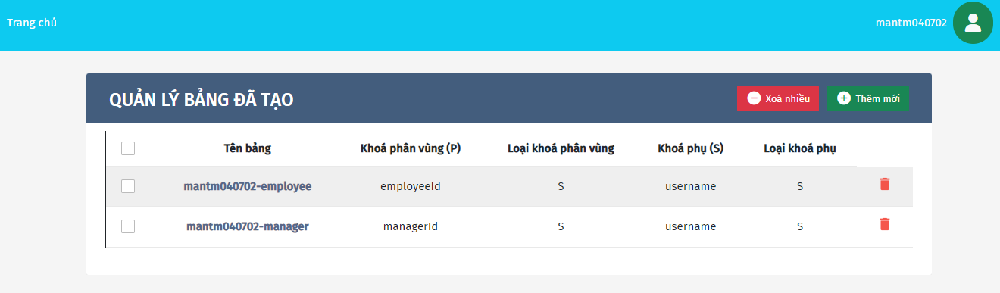 Trang chủ
mantm040702
QUẢN LÝ BẢNG ĐÃ TẠO
Xoá nhiều
Thêm mới
Tên bảng Khoá phân vùng (P) Loại khoá phân vùng Khoá phụ (S) Loại khoá phụ
mantm040702-employee employeeId S username S
mantm040702-manager managerId S username S